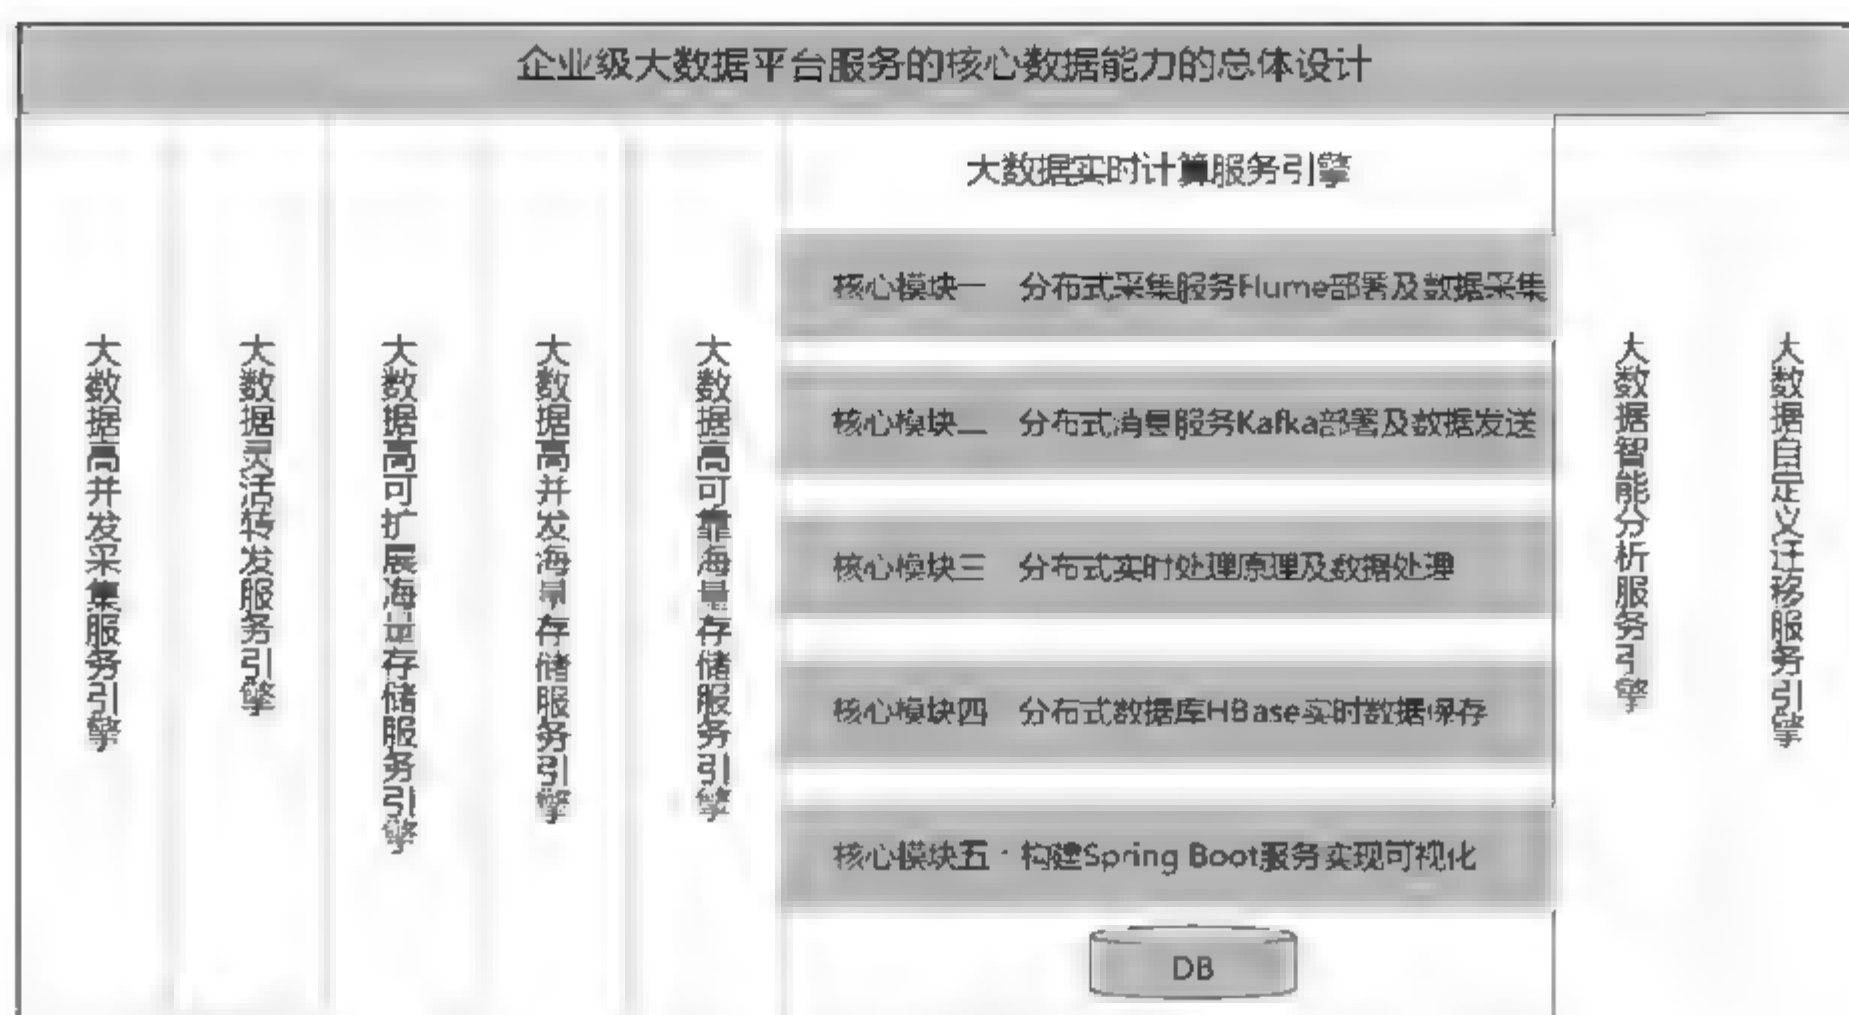 企业级大数据平台服务的核心数据能力的总体设计
大数据高并发采集服务引擎
大数据灵活转发服务引擎
大数据高可扩展海量存储服务引擎
大数据高并发海量存储服务引擎
大数据高可靠海量存储服务引擎
大数据实时计算服务引擎
核心模块一 分布式采集服务Flume部署及数据采集
核心模块二 分布式消息服务Kafka部署及数据发送
核心模块三 分布式实时处理原理及数据处理
核心模块四 分布式数据库HBase实时数据保存
核心模块五·构建Spring Boot服务实现可视化
DB
大数据智能分析服务引擎
大数据自定义迁移服务引擎